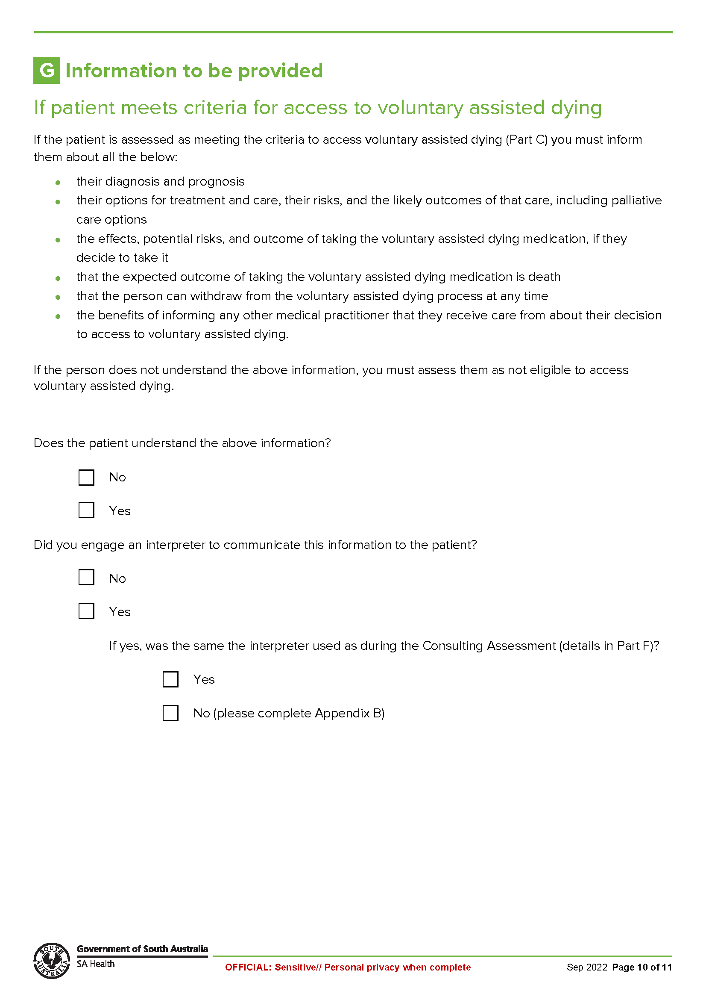 G Information to be provided
If patient meets criteria for access to voluntary assisted dying
If the patient is assessed as meeting the criteria to access voluntary assisted dying (Part C) you must inform
them about all the below:
• their diagnosis and prognosis
• their options for treatment and care, their risks, and the likely outcomes of that care, including palliative
care options
• the effects, potential risks, and outcome of taking the voluntary assisted dying medication, if they
decide to take it
• that the expected outcome of taking the voluntary assisted dying medication is death
• that the person can withdraw from the voluntary assisted dying process at any time
• the benefits of informing any other medical practitioner that they receive care from about their decision
to access to voluntary assisted dying.
If the person does not understand the above information, you must assess them as not eligible to access
voluntary assisted dying.
Does the patient understand the above information?
No
Yes
Did you engage an interpreter to communicate this information to the patient?
No
Yes
If yes, was the same the interpreter used as during the Consulting Assessment (details in Part F)?
Yes
No (please complete Appendix B)
SOUTH AUSTRALIA
Government of South Australia
SA Health
OFFICIAL: Sensitive// Personal privacy when complete
Sep 2022 Page 10 of 11